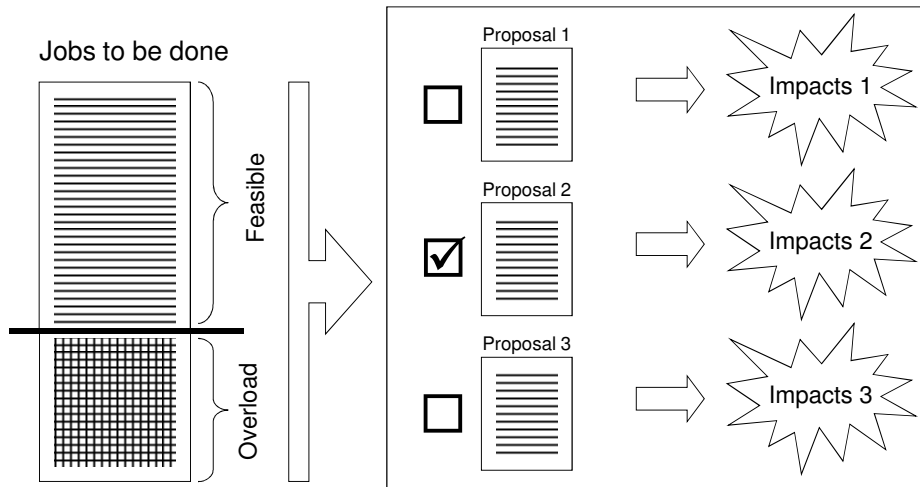 Jobs to be done
Feasible
Overload
Proposal 1
Impacts 1
Proposal 2
Impacts 2
Proposal 3
Impacts 3